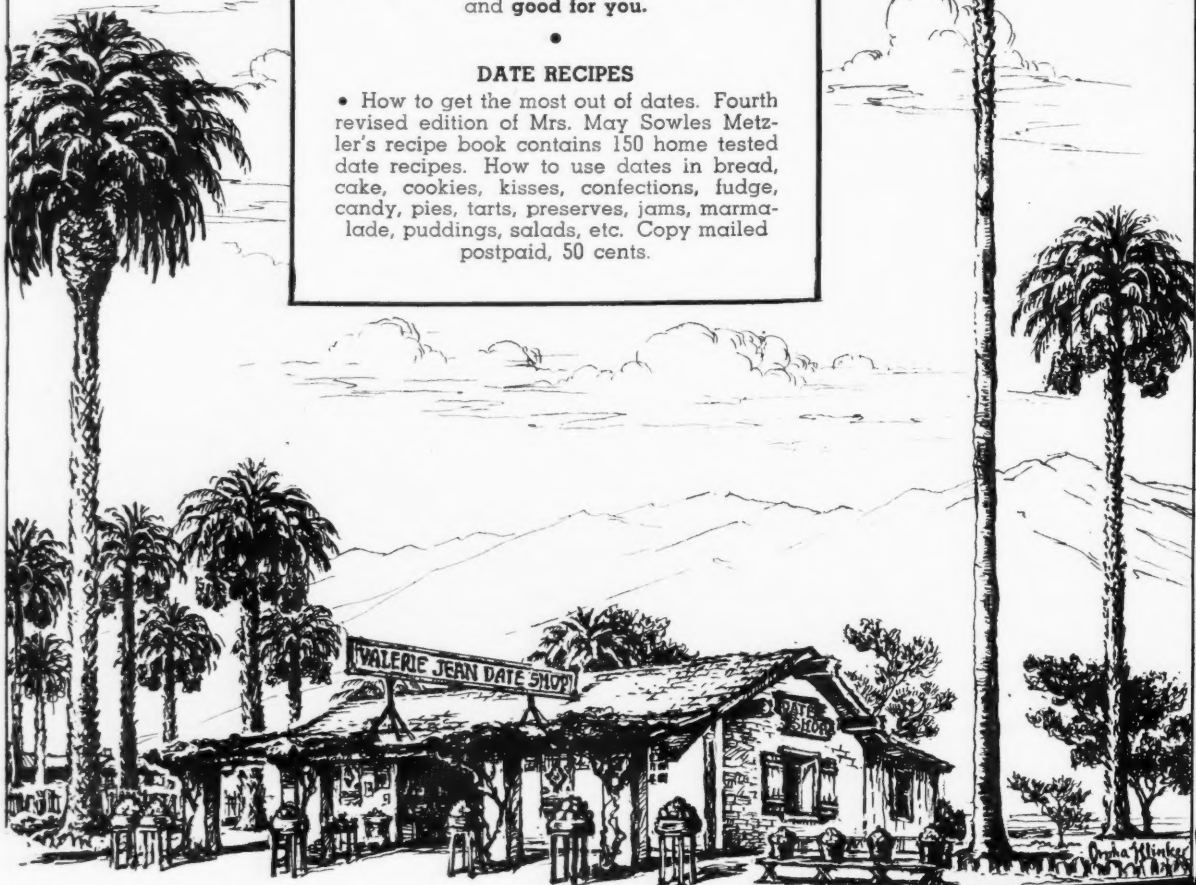 and good for you.
•
DATE RECIPES
• How to get the most out of dates. Fourth
revised edition of Mrs. May Sowles Metz-
ler's recipe book contains 150 home tested
date recipes. How to use dates in bread,
cake, cookies, kisses, confections, fudge,
candy, pies, tarts, preserves, jams, marma-
lade, puddings, salads, etc. Copy mailed
postpaid, 50 cents.
VALERIE JEAN DATE SHOP
DATE
SHOP
Orpha Klinker